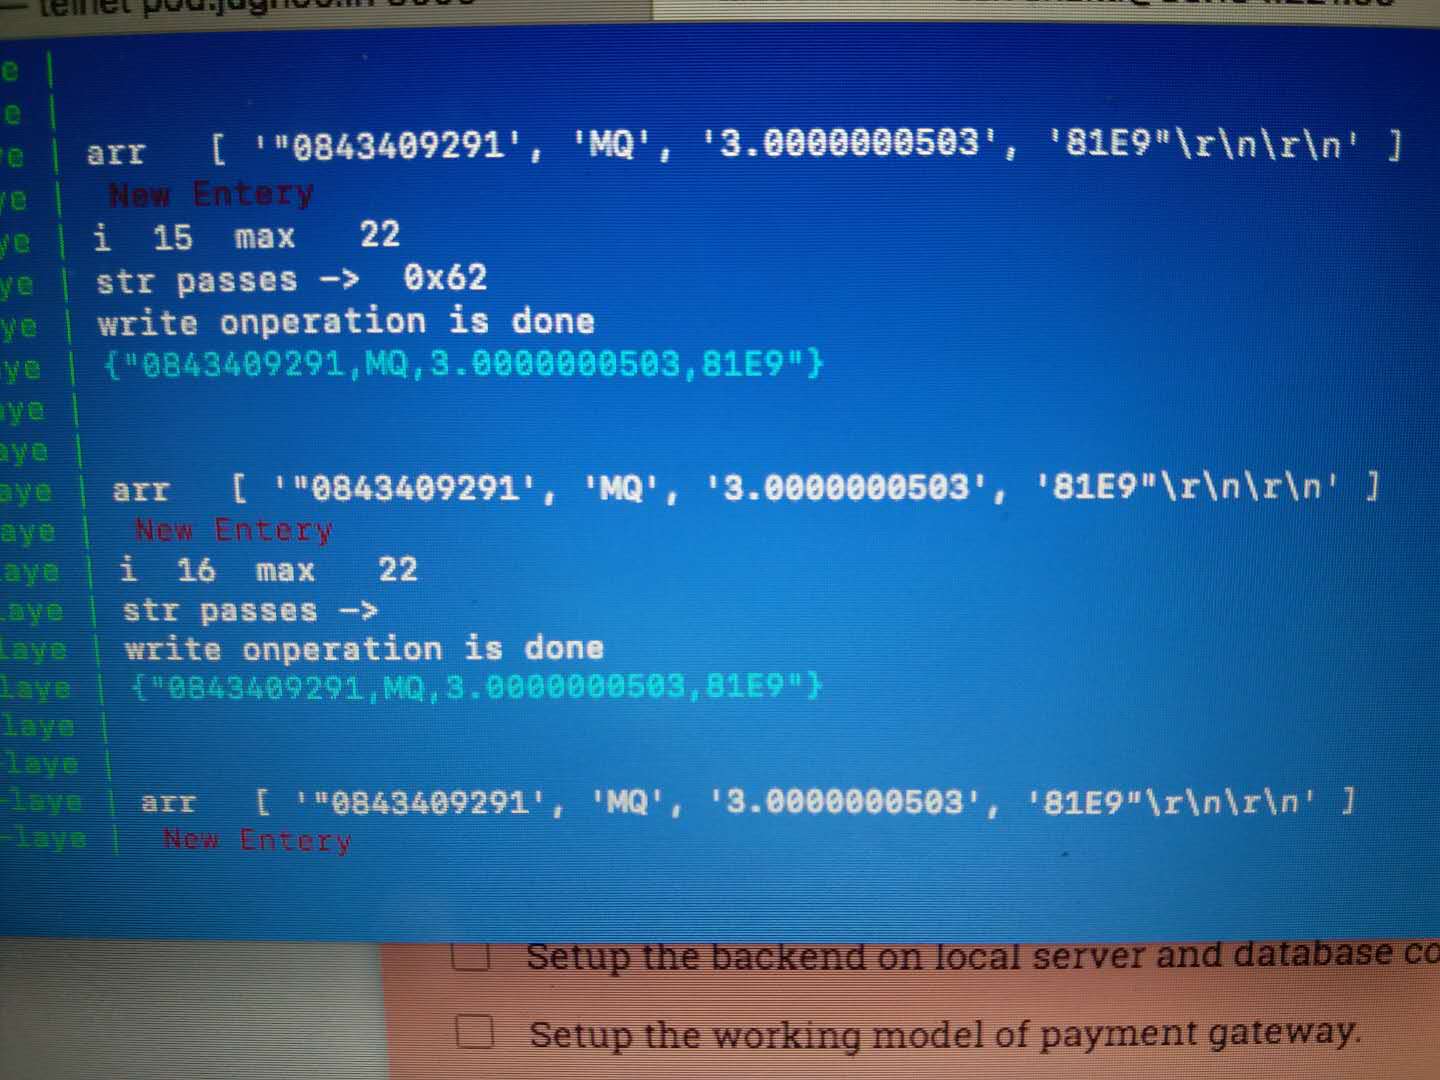 telnet
e |
e |
ye | arr [ '"0843409291', 'MQ', '3.0000000503', '81E9"\r\n\r\n' ]
ye | New Entery
ye | i 15 max 22
ye | str passes -> 0x62
ye | write onperation is done
aye | {"0843409291,MQ,3.0000000503,81E9"}
aye |
aye |
aye | arr [ '"0843409291', 'MQ', '3.0000000503', '81E9"\r\n\r\n' ]
aye | New Entery
laye | i 16 max 22
laye | str passes ->
laye | write onperation is done
laye | {"0843409291,MQ,3.0000000503,81E9"}
laye |
-laye |
-laye | arr [ '"0843409291', 'MQ', '3.0000000503', '81E9"\r\n\r\n' ]
-laye | New Entery
Setup the backend on local server and database co
Setup the working model of payment gateway.